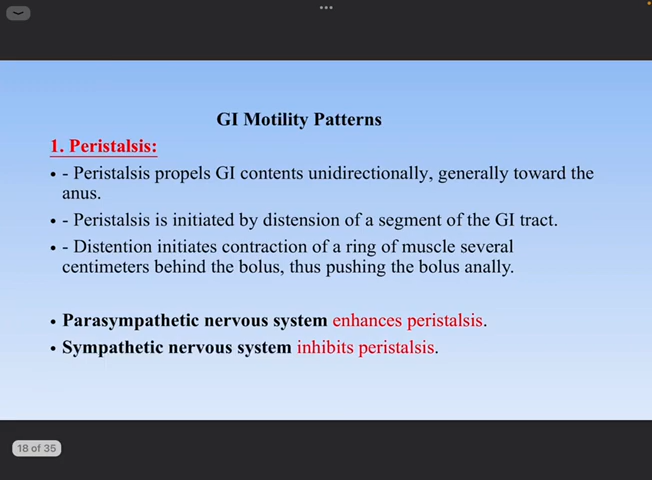 GI Motility Patterns
1. Peristalsis:
• - Peristalsis propels GI contents unidirectionally, generally toward the
anus.
• - Peristalsis is initiated by distension of a segment of the GI tract.
• - Distention initiates contraction of a ring of muscle several
centimeters behind the bolus, thus pushing the bolus anally.
• Parasympathetic nervous system enhances peristalsis.
• Sympathetic nervous system inhibits peristalsis.
18 of 35